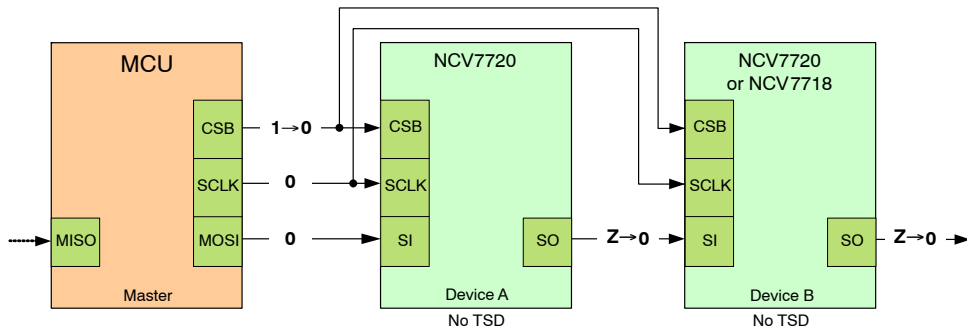 MCU
NCV7720
NCV7720
or NCV7718
CSB
1→0
CSB
CSB
SCLK
0
SCLK
SCLK
MISO
MOSI
0
SI
SO
Z→0
SI
SO
Z→0
Master
Device A
Device B
No TSD
No TSD